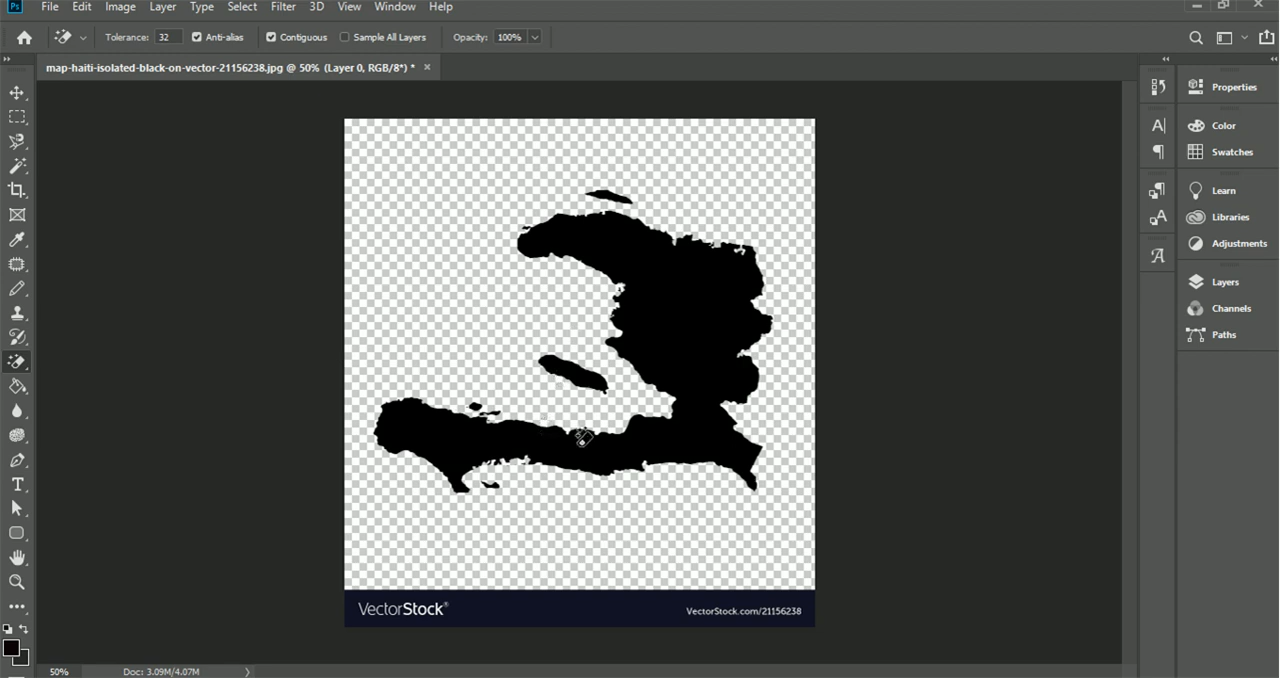 Ps File Edit Image Layer Type Select Filter 3D View Window Help
Tolerance: 32 Anti-alias Contiguous Sample All Layers Opacity: 100%
map-haiti-isolated-black-on-vector-21156238.jpg @ 50% (Layer 0, RGB/8*) *
Properties
Color
Swatches
Learn
Libraries
Adjustments
Layers
Channels
Paths
VectorStock® VectorStock.com/21156238
50% Doc: 3.09M/4.07M